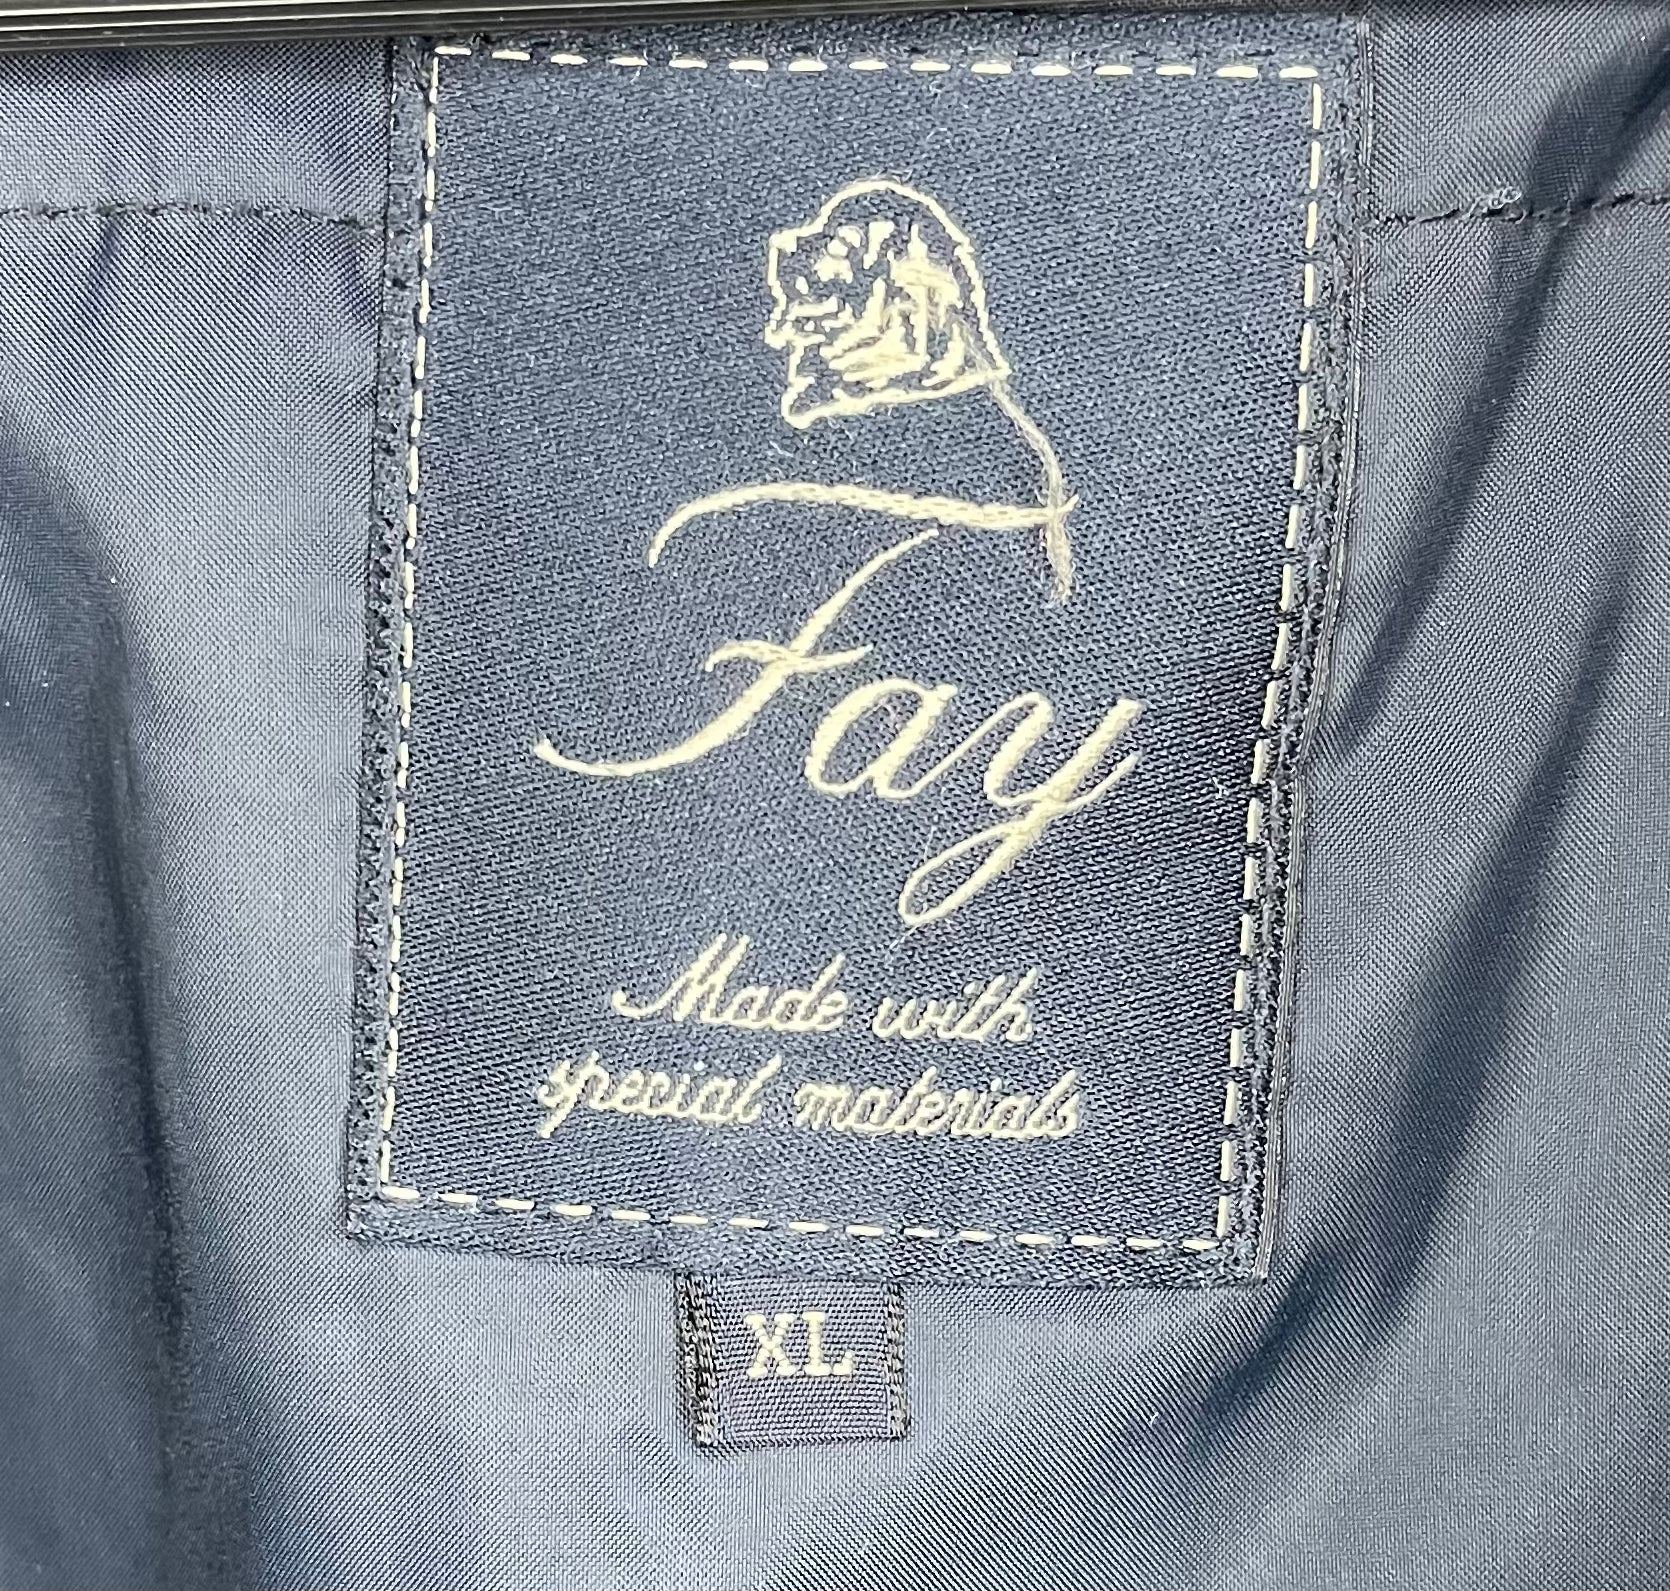 Fay
Made with
special materials
XL